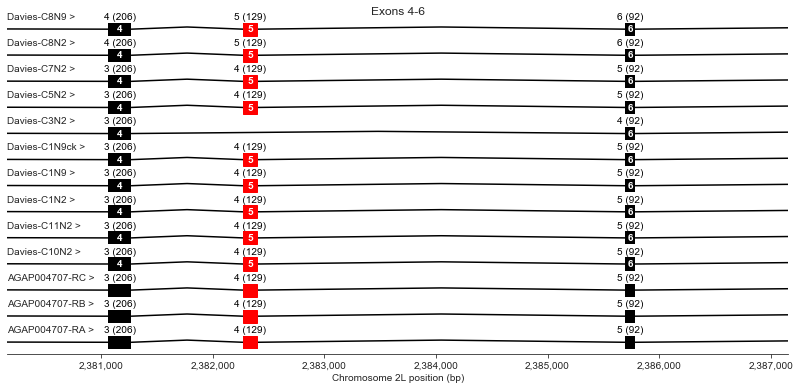 Exons 4-6
Davies-C8N9 > 4 (206) 5 (129) 6 (92)
4 5 6
Davies-C8N2 > 4 (206) 5 (129) 6 (92)
4 5 6
Davies-C7N2 > 3 (206) 4 (129) 5 (92)
4 5 6
Davies-C5N2 > 3 (206) 4 (129) 5 (92)
4 5 6
Davies-C3N2 > 3 (206) 4 (92)
4 6
Davies-C1N9ck > 3 (206) 4 (129) 5 (92)
4 5 6
Davies-C1N9 > 3 (206) 4 (129) 5 (92)
4 5 6
Davies-C1N2 > 3 (206) 4 (129) 5 (92)
4 5 6
Davies-C11N2 > 3 (206) 4 (129) 5 (92)
4 5 6
Davies-C10N2 > 3 (206) 4 (129) 5 (92)
4 5 6
AGAP004707-RC > 3 (206) 4 (129) 5 (92)
AGAP004707-RB > 3 (206) 4 (129) 5 (92)
AGAP004707-RA > 3 (206) 4 (129) 5 (92)
2,381,000 2,382,000 2,383,000 2,384,000 2,385,000 2,386,000 2,387,000
Chromosome 2L position (bp)